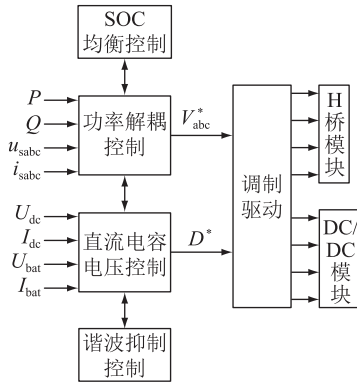 SOC
均衡控制
P
Q
u_sabc
i_sabc
功率解耦
控制
V*_abc
U_dc
I_dc
U_bat
I_bat
直流电容
电压控制
D*
谐波抑制
控制
调制
驱动
H
桥
模
块
DC/
DC
模
块